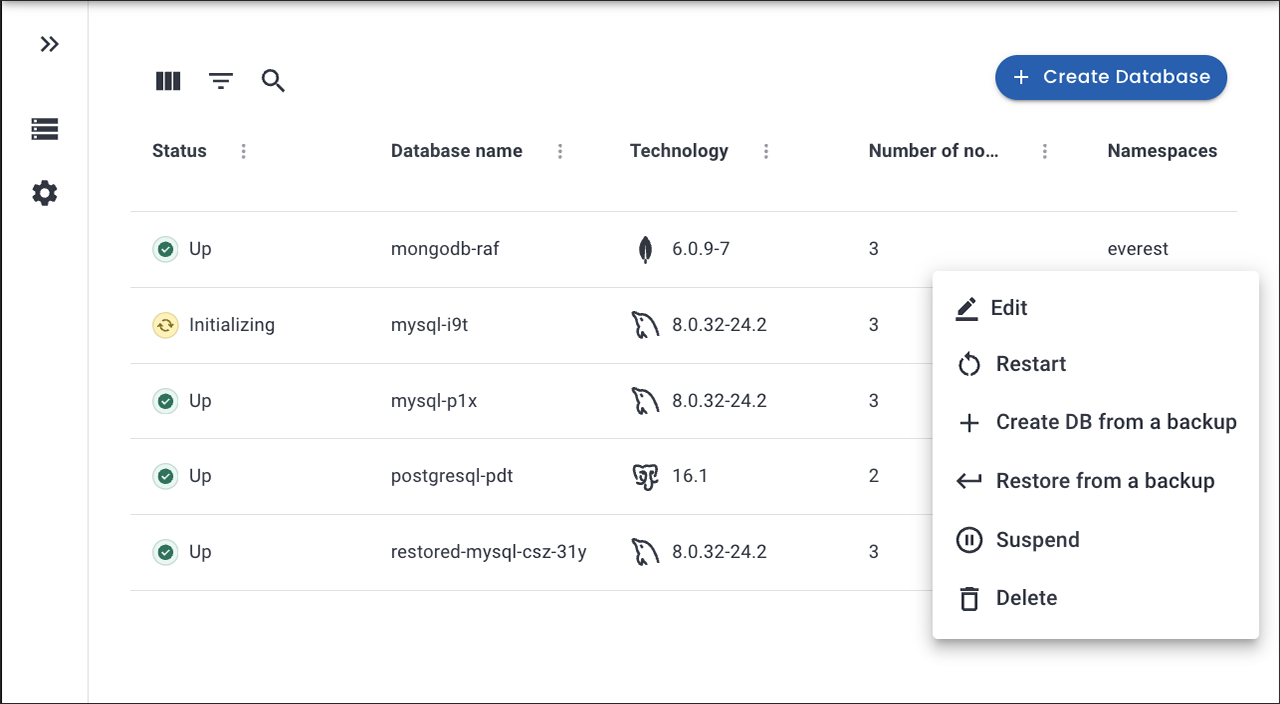 Create Database
Status Database name Technology Number of no... Namespaces
Up mongodb-raf 6.0.9-7 3 everest
Initializing mysql-i9t 8.0.32-24.2 3
Up mysql-p1x 8.0.32-24.2 3
Up postgresql-pdt 16.1 2
Up restored-mysql-csz-31y 8.0.32-24.2 3
Edit
Restart
Create DB from a backup
Restore from a backup
Suspend
Delete